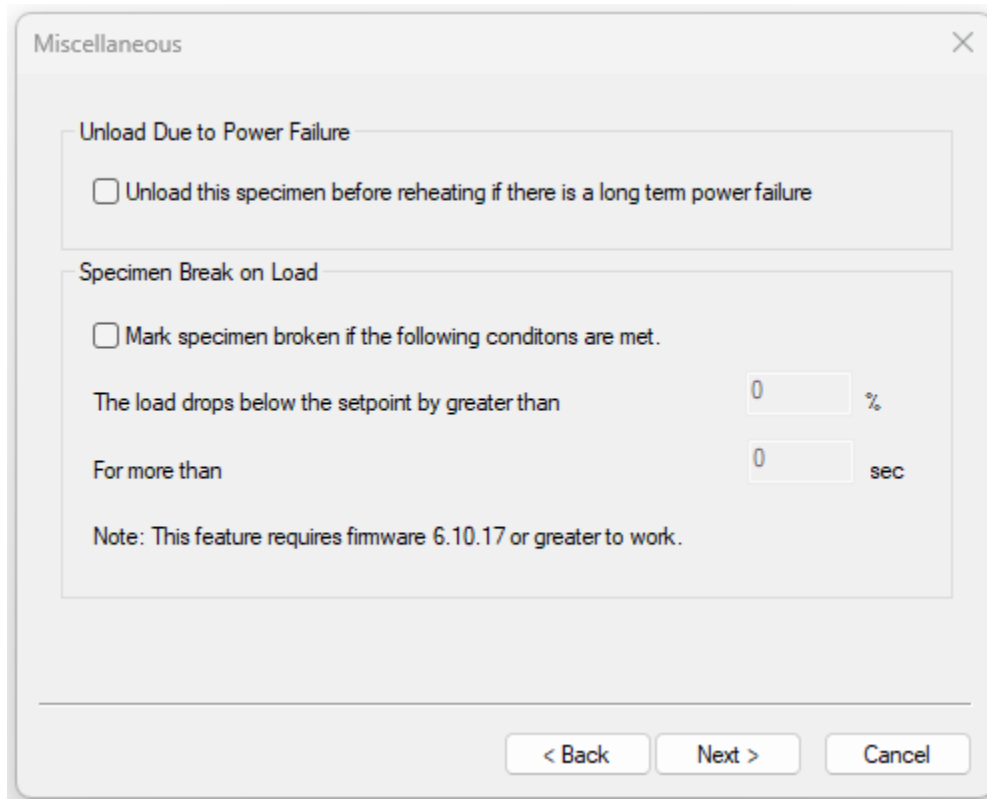 Miscellaneous
Unload Due to Power Failure
Unload this specimen before reheating if there is a long term power failure
Specimen Break on Load
Mark specimen broken if the following conditons are met.
The load drops below the setpoint by greater than 0 %
For more than 0 sec
Note: This feature requires firmware 6.10.17 or greater to work.
< Back Next > Cancel